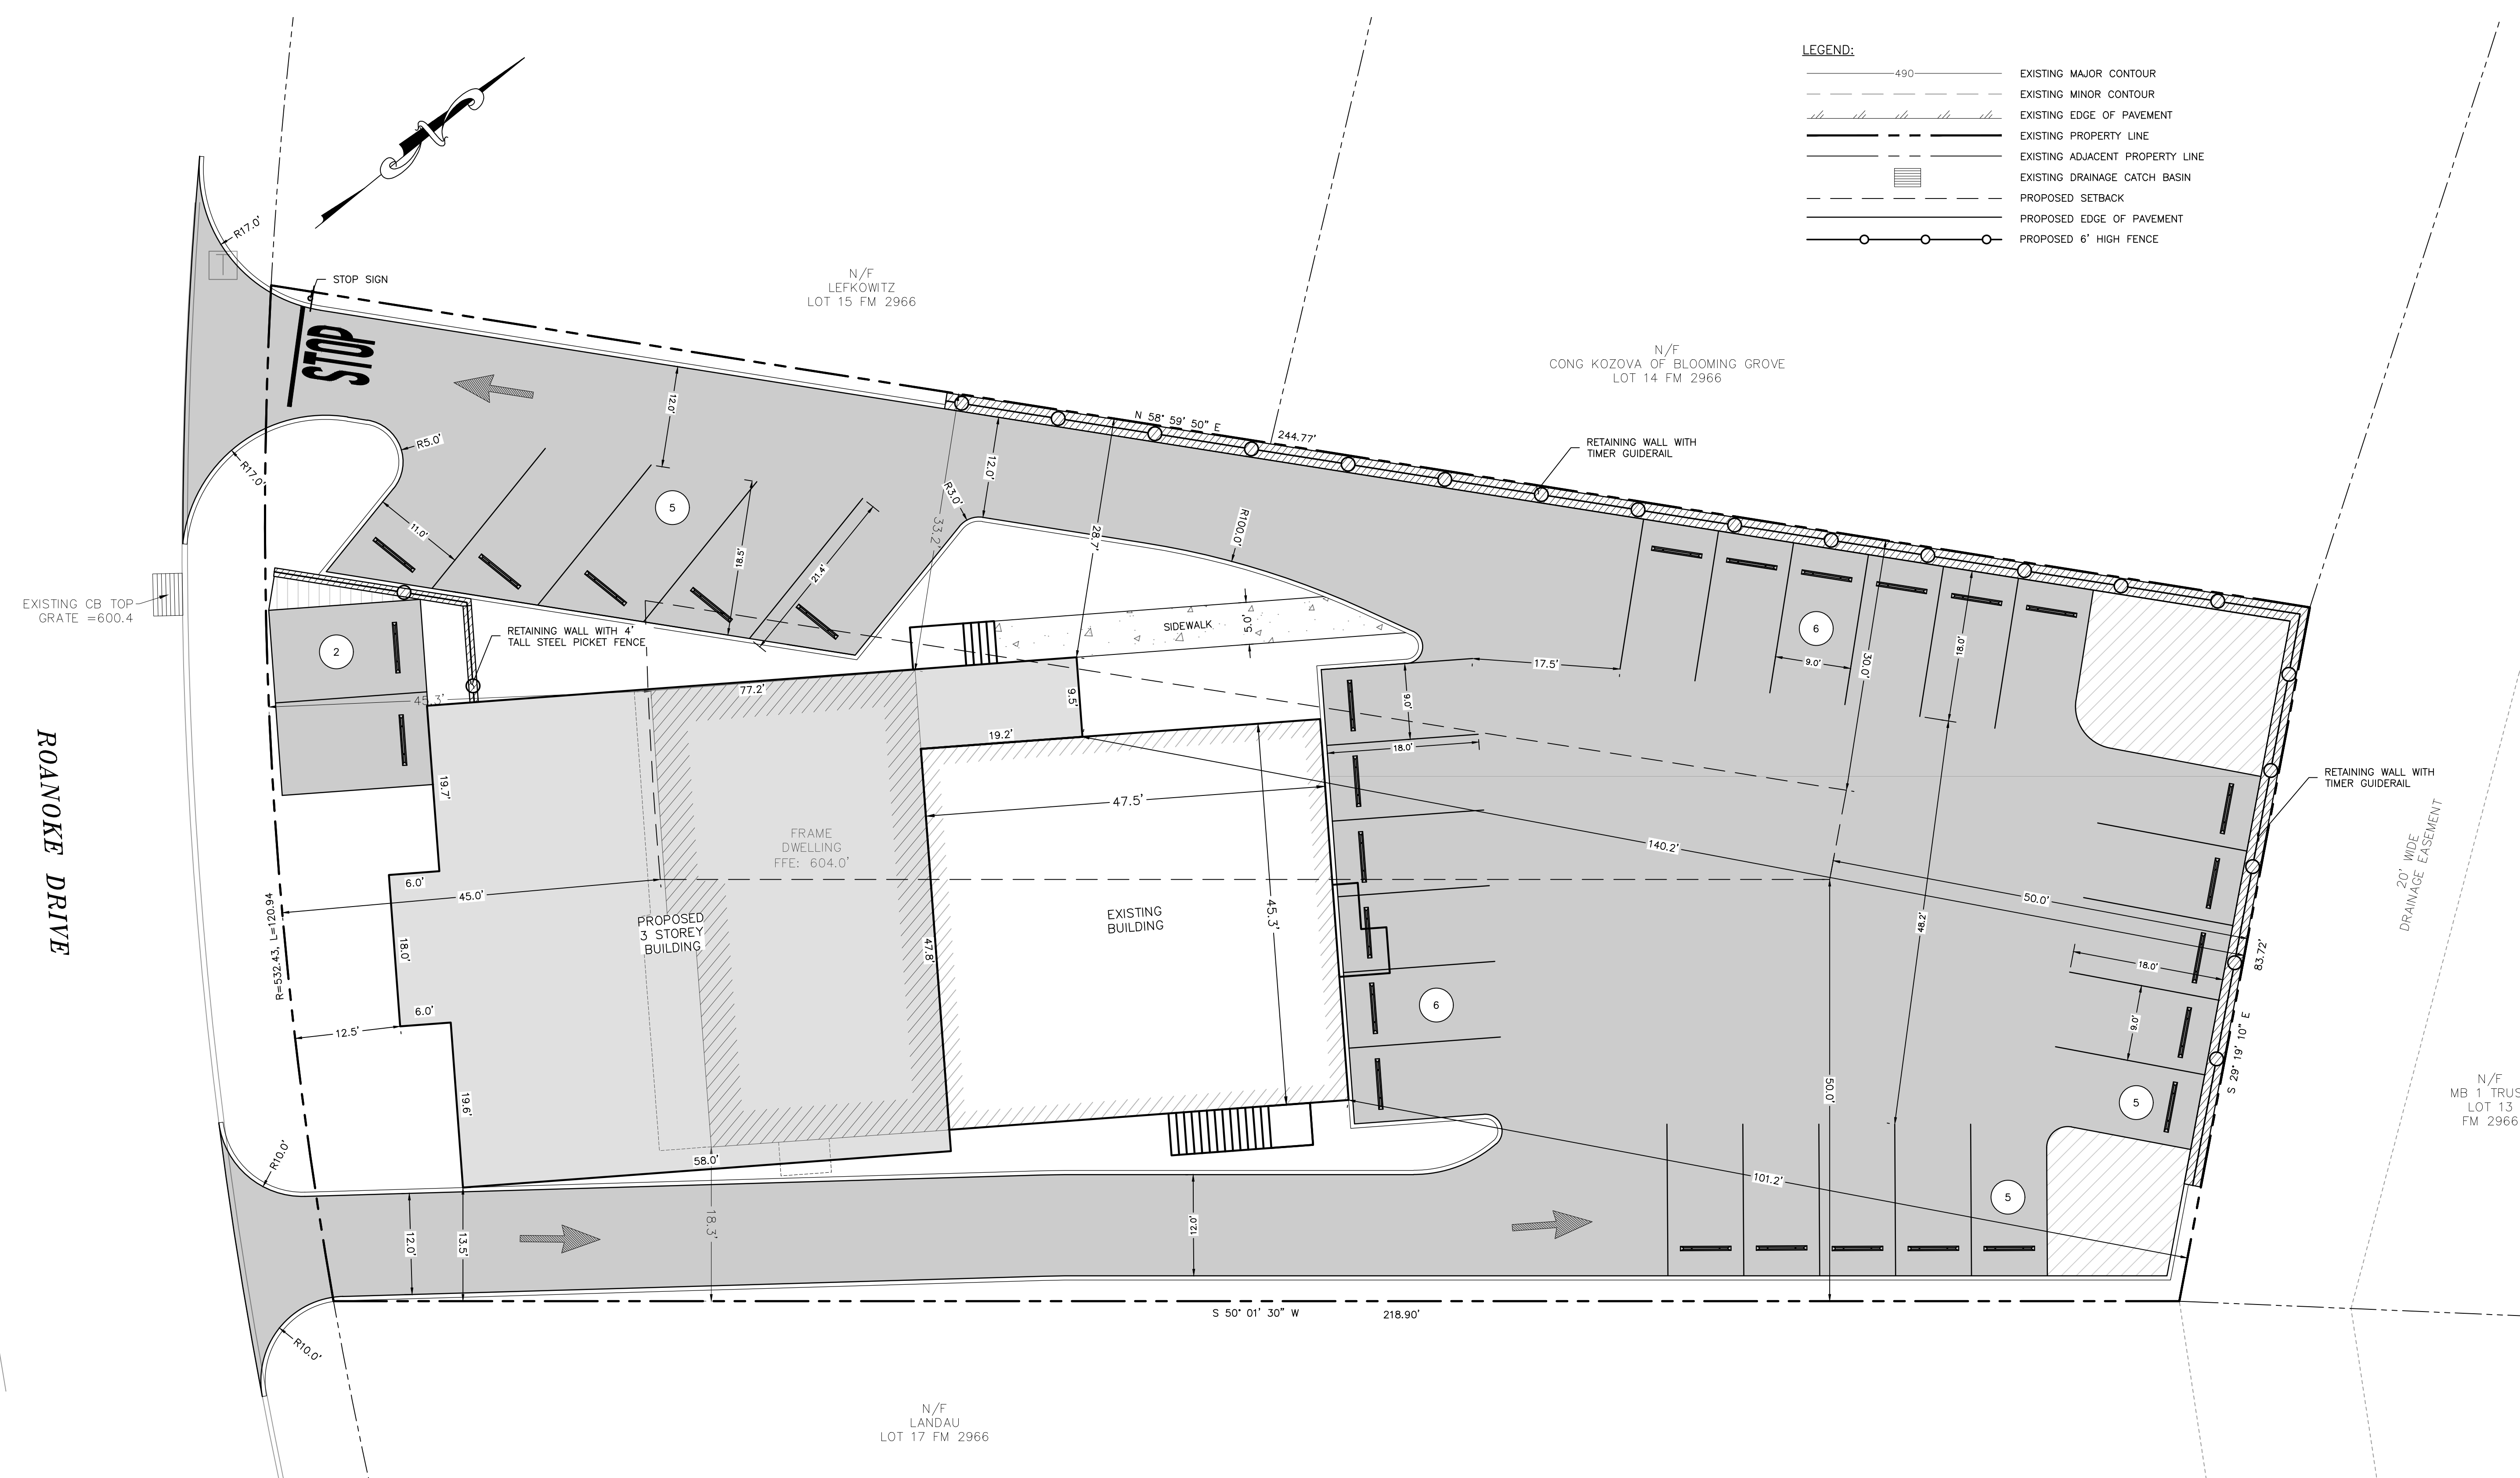 LEGEND:
490
EXISTING MAJOR CONTOUR
EXISTING MINOR CONTOUR
EXISTING EDGE OF PAVEMENT
EXISTING PROPERTY LINE
EXISTING ADJACENT PROPERTY LINE
EXISTING DRAINAGE CATCH BASIN
PROPOSED SETBACK
PROPOSED EDGE OF PAVEMENT
PROPOSED 6' HIGH FENCE
R17.0'
T
STOP SIGN
STOP
N/F
LEFKOWITZ
LOT 15 FM 2966
N/F
CONG KOZOVA OF BLOOMING GROVE
LOT 14 FM 2966
N 58° 59' 50" E
244.77'
RETAINING WALL WITH
TIMER GUIDERAIL
12.0'
R5.0'
R17.0'
11.0'
5
18.5'
21.4'
R3.0'
33.2'
12.0'
28.7'
R100.0'
EXISTING CB TOP
GRATE =600.4
2
RETAINING WALL WITH 4'
TALL STEEL PICKET FENCE
SIDEWALK
5.0'
45.3'
77.2'
9.5'
19.2'
17.5'
9.0'
18.0'
6
9.0'
30.0'
18.0'
RETAINING WALL WITH
TIMER GUIDERAIL
ROANOKE DRIVE
19.7'
6.0'
45.0'
18.0'
6.0'
12.5'
19.6'
R=532.43, L=120.94
FRAME
DWELLING
FFE: 604.0'
PROPOSED
3 STOREY
BUILDING
47.8'
47.5'
EXISTING
BUILDING
45.3'
140.2'
50.0'
48.2'
18.0'
9.0'
83.72'
S 29° 19' 10" E
20' WIDE
DRAINAGE EASEMENT
6
5
5
50.0'
101.2'
N/F
MB 1 TRUS
LOT 13
FM 2966
R10.0'
58.0'
12.0'
13.5'
18.3'
12.0'
R10.0'
S 50° 01' 30" W
218.90'
N/F
LANDAU
LOT 17 FM 2966